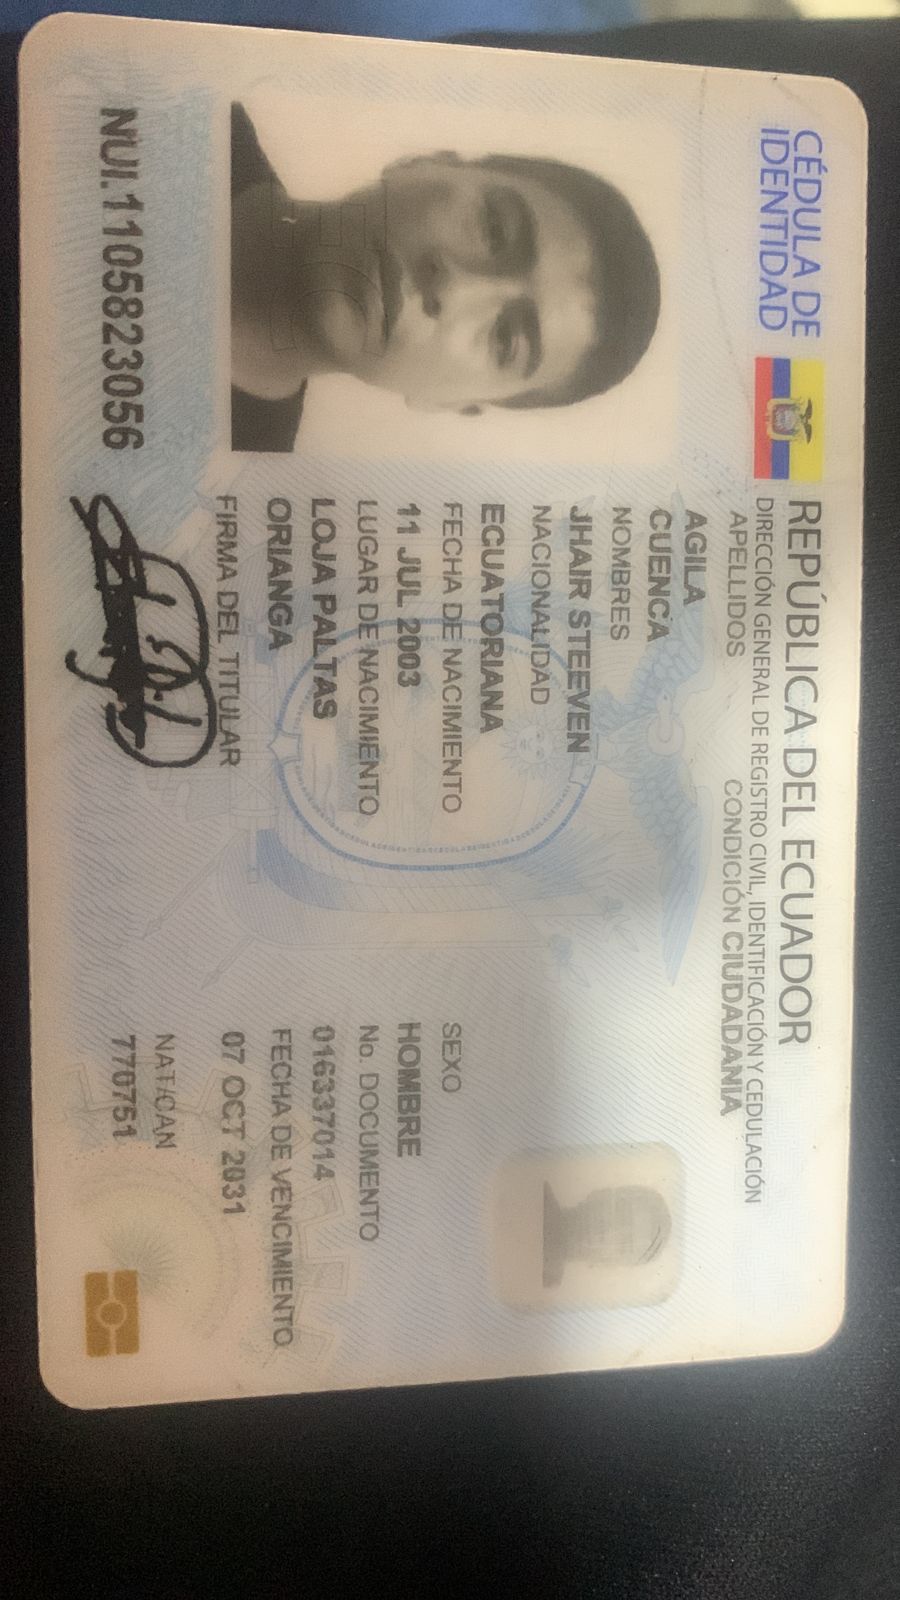 CÉDULA DE
IDENTIDAD
REPÚBLICA DEL ECUADOR
DIRECCIÓN GENERAL DE REGISTRO CIVIL, IDENTIFICACIÓN Y CEDULACIÓN
APELLIDOS
CONDICIÓN CIUDADANÍA
AGILA
CUENCA
NOMBRES
JHAIR STEEVEN
NACIONALIDAD
ECUATORIANA
FECHA DE NACIMIENTO
11 JUL 2003
LUGAR DE NACIMIENTO
LOJA PALTAS
ORIANGA
FIRMA DEL TITULAR
SEXO
HOMBRE
No. DOCUMENTO
016337014
FECHA DE VENCIMIENTO
07 OCT 2031
NAT/CAN
770751
NUI.1105823056